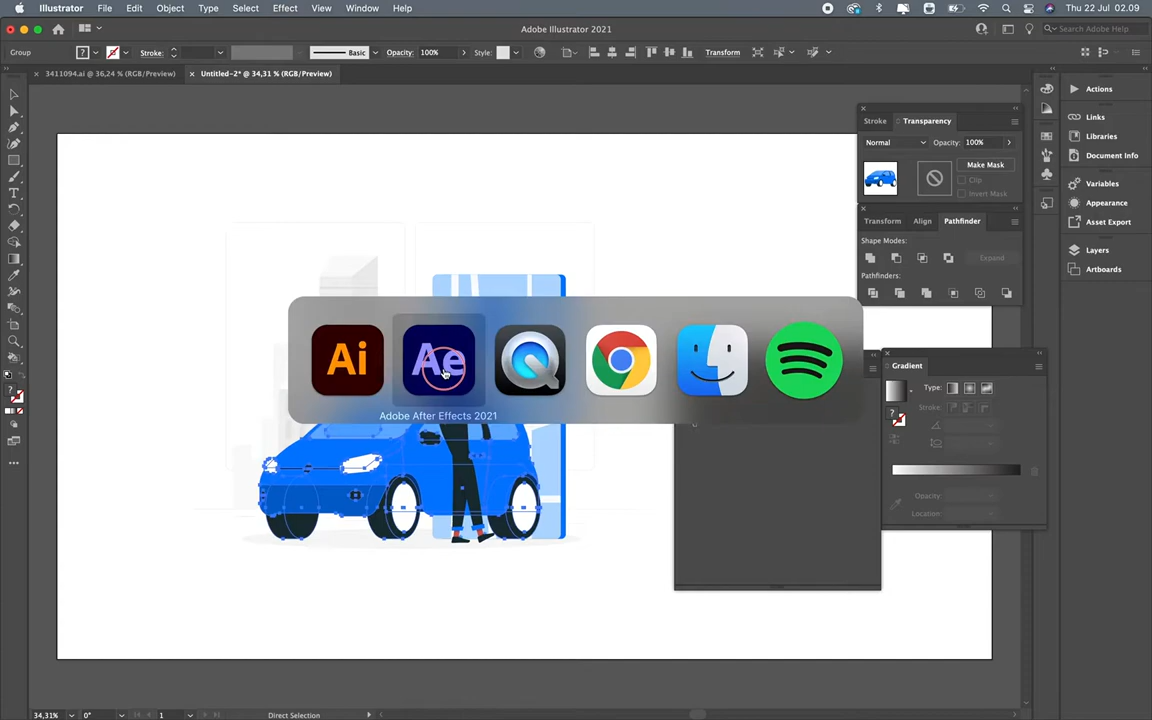 Illustrator File Edit Object Type Select Effect View Window Help Thu 22 Jul 02.09
Adobe Illustrator 2021 Search Adobe Help
Group ? Stroke: Basic Opacity: 100% Style: Transform
× 3411094.ai @ 36,24 % (RGB/Preview) × Untitled-2* @ 34,31 % (RGB/Preview)
Stroke Transparency
Normal Opacity: 100%
Make Mask
Clip
Invert Mask
Transform Align Pathfinder
Shape Modes:
Expand
Pathfinders:
Gradient
Type:
Stroke:
Opacity
Location:
Actions
Links
Libraries
Document Info
Variables
Appearance
Asset Export
Layers
Artboards
Ai Ae
Adobe After Effects 2021
34,31% 0° 1 Direct Selection